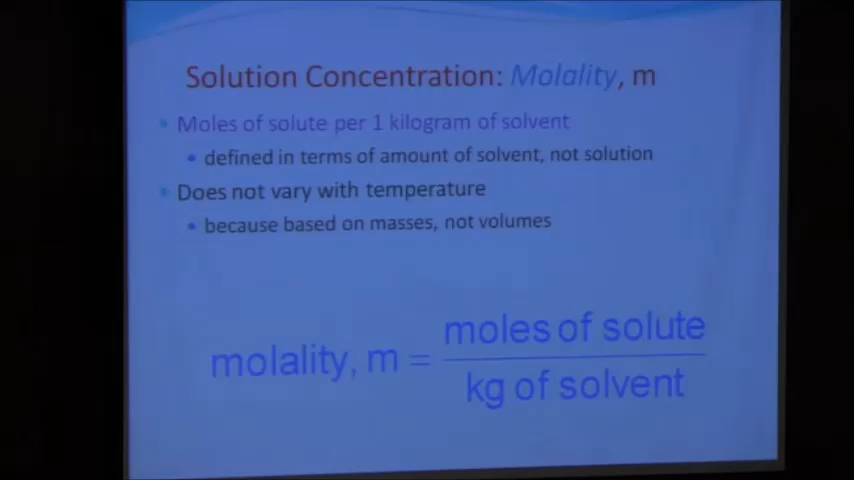 Solution Concentration: Molality, m
• Moles of solute per 1 kilogram of solvent
• defined in terms of amount of solvent, not solution
• Does not vary with temperature
• because based on masses, not volumes
molality, m = moles of solute
kg of solvent